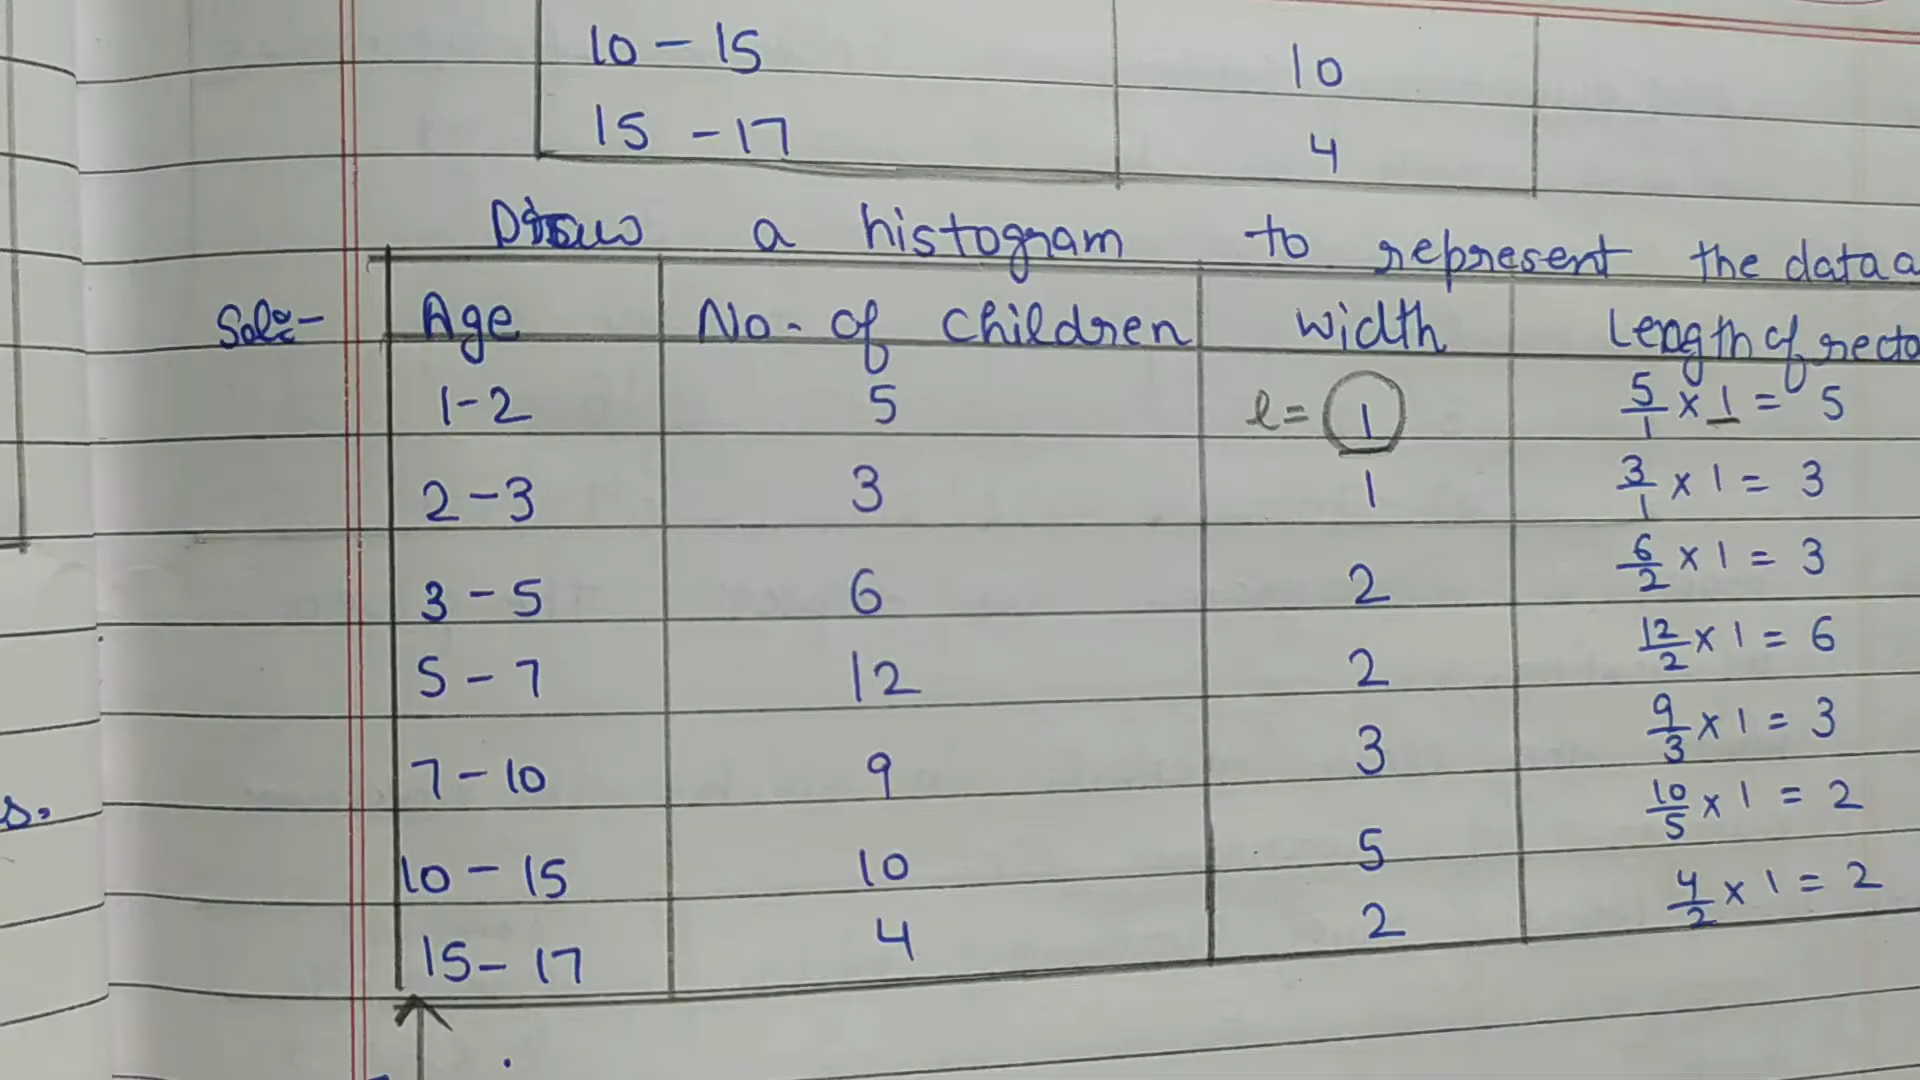 10 - 15 10
15 - 17 4
Draw a histogram to represent the data a
Sol:- Age No. of children width Length of recta
1-2 5 l = 1 5/1 × 1 = 5
2-3 3 1 3/1 × 1 = 3
3-5 6 2 6/2 × 1 = 3
5-7 12 2 12/2 × 1 = 6
7-10 9 3 9/3 × 1 = 3
10-15 10 5 10/5 × 1 = 2
15-17 4 2 4/2 × 1 = 2
s.